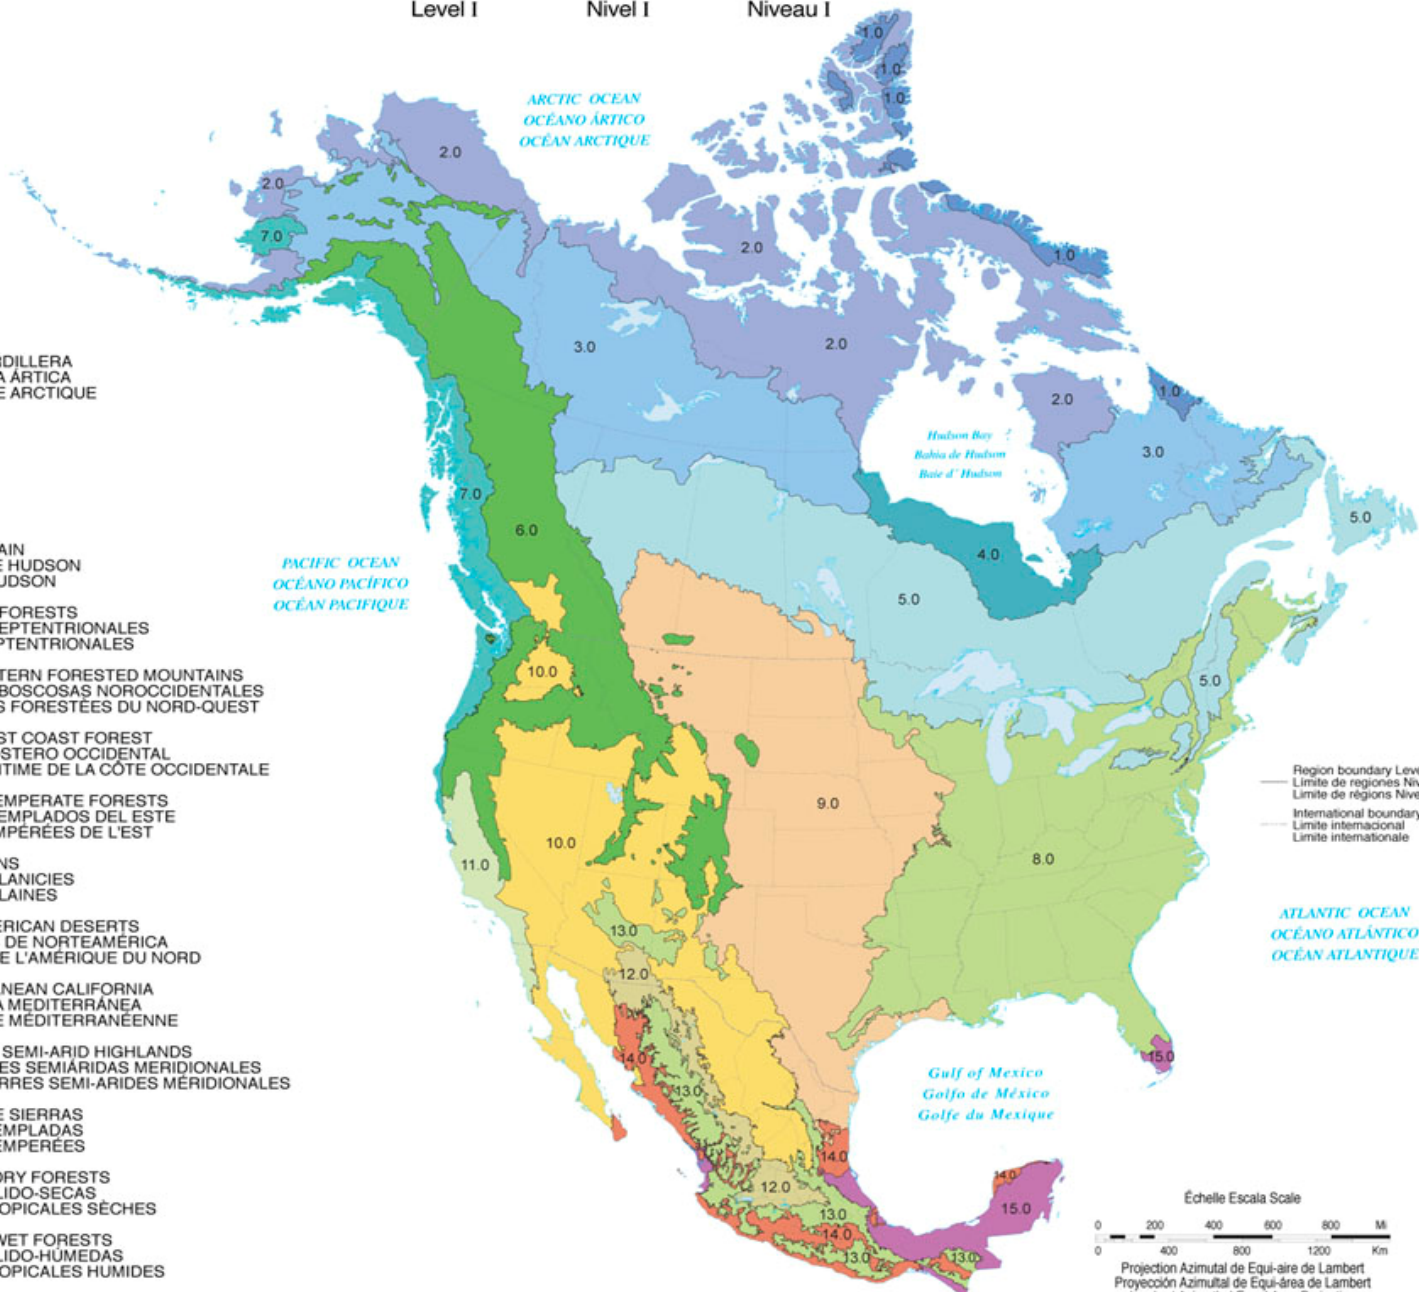 Level I Nivel I Niveau I
ARCTIC OCEAN
OCÉANO ÁRTICO
OCÉAN ARCTIQUE
1.0
1.0
1.0
2.0
2.0
7.0
2.0
1.0
3.0
2.0
2.0
1.0
3.0
Hudson Bay
Bahía de Hudson
Baie d' Hudson
7.0
6.0
4.0
5.0
5.0
5.0
PACIFIC OCEAN
OCÉANO PACÍFICO
OCÉAN PACIFIQUE
10.0
10.0
9.0
8.0
11.0
13.0
12.0
14.0
13.0
14.0
12.0
13.0
14.0
13.0
13.0
14.0
15.0
15.0
ATLANTIC OCEAN
OCÉANO ATLÁNTICO
OCÉAN ATLANTIQUE
Gulf of Mexico
Golfo de México
Golfe du Mexique
RDILLERA
A ÁRTICA
E ARCTIQUE
AIN
E HUDSON
UDSON
FORESTS
EPTENTRIONALES
PTENTRIONALES
TERN FORESTED MOUNTAINS
BOSCOSAS NOROCCIDENTALES
S FORESTÉES DU NORD-QUEST
ST COAST FOREST
OSTERO OCCIDENTAL
ITIME DE LA CÔTE OCCIDENTALE
EMPERATE FORESTS
EMPLADOS DEL ESTE
MPÉRÉES DE L'EST
NS
LANICIES
LAINES
ERICAN DESERTS
DE NORTEAMÉRICA
E L'AMÉRIQUE DU NORD
ANEAN CALIFORNIA
A MEDITERRÁNEA
E MÉDITERRANÉENNE
SEMI-ARID HIGHLANDS
ES SEMIÁRIDAS MERIDIONALES
RRES SEMI-ARIDES MÉRIDIONALES
E SIERRAS
EMPLADAS
EMPERÉES
DRY FORESTS
LIDO-SECAS
OPICALES SÈCHES
WET FORESTS
LIDO-HÚMEDAS
OPICALES HUMIDES
Region boundary Leve
Límite de regiones Niv
Limite de régions Nive
International boundary
Limite internacional
Limite internationale
Échelle Escala Scale
0 200 400 600 800 Mi
0 400 800 1200 Km
Projection Azimutal de Equi-aire de Lambert
Proyección Azimultal de Equi-área de Lambert